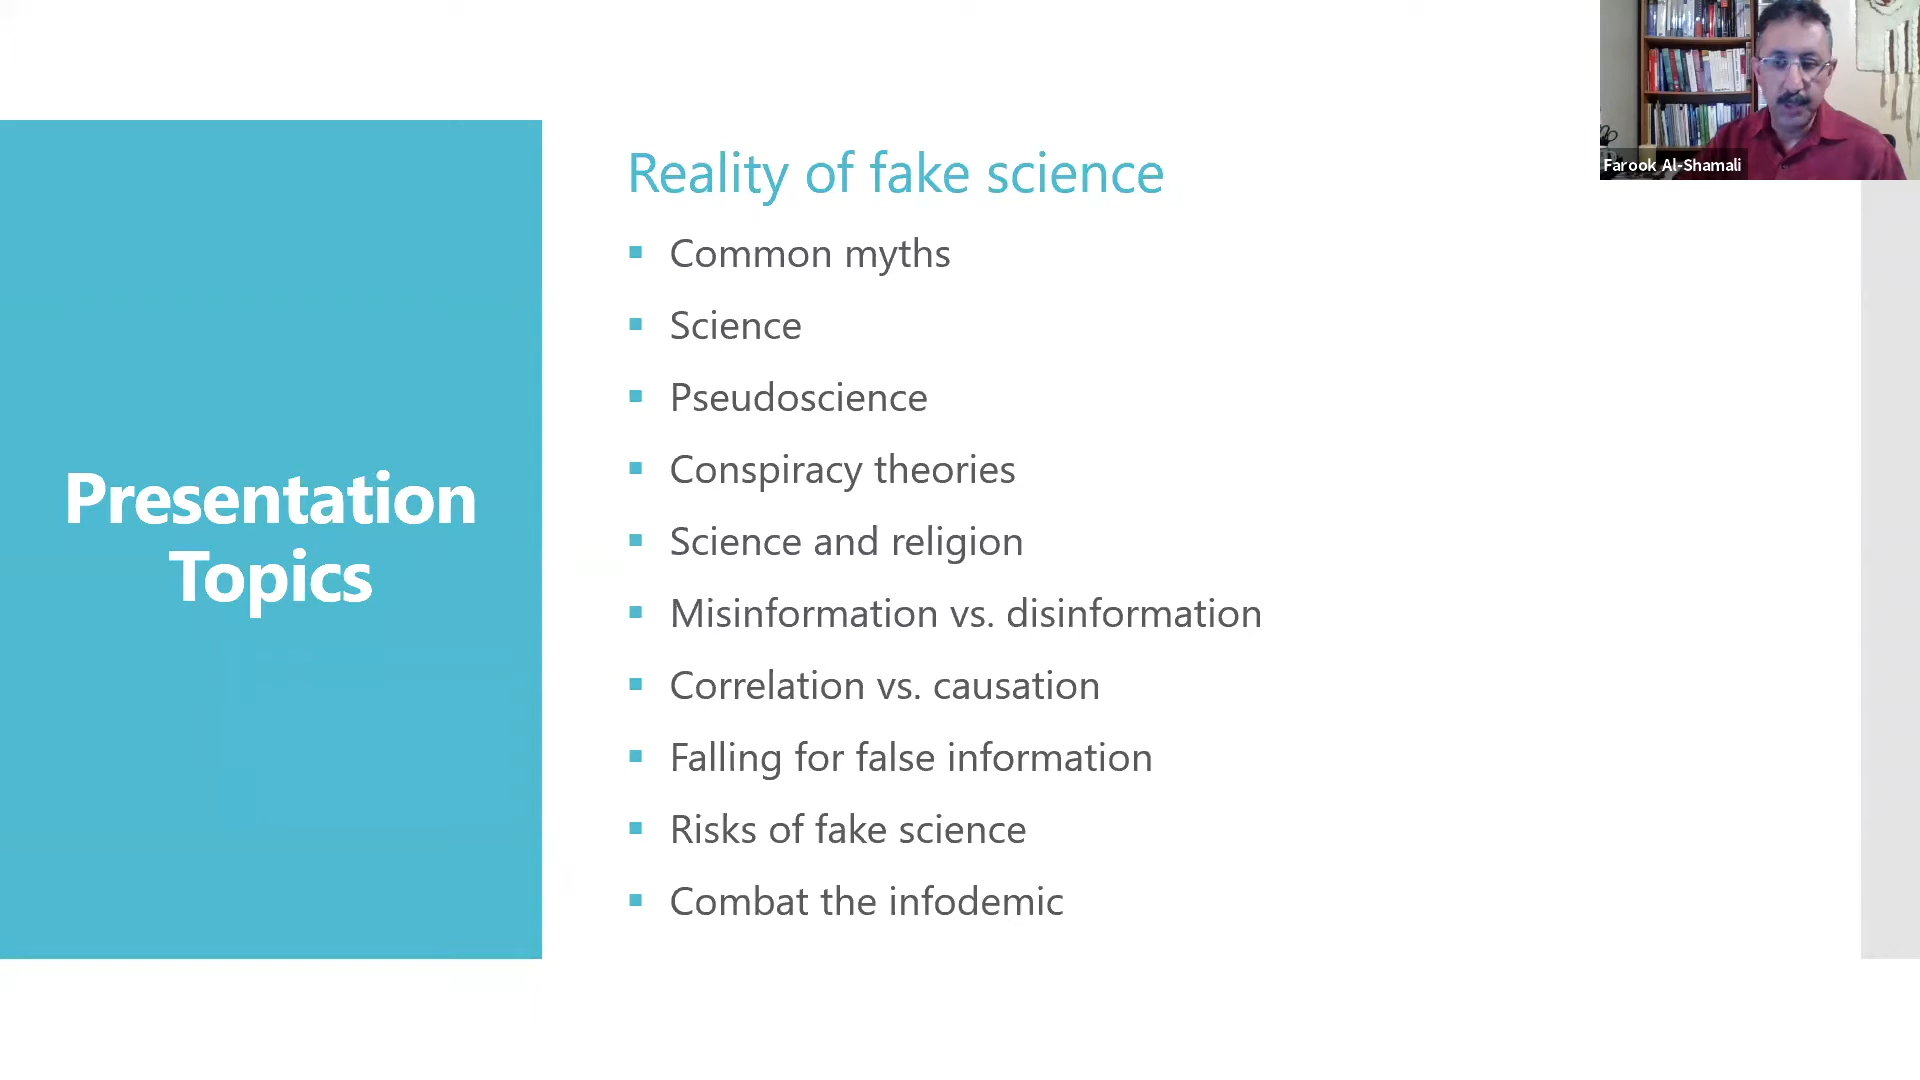 Presentation
Topics
Reality of fake science
Common myths
Science
Pseudoscience
Conspiracy theories
Science and religion
Misinformation vs. disinformation
Correlation vs. causation
Falling for false information
Risks of fake science
Combat the infodemic
Farook Al-Shamali